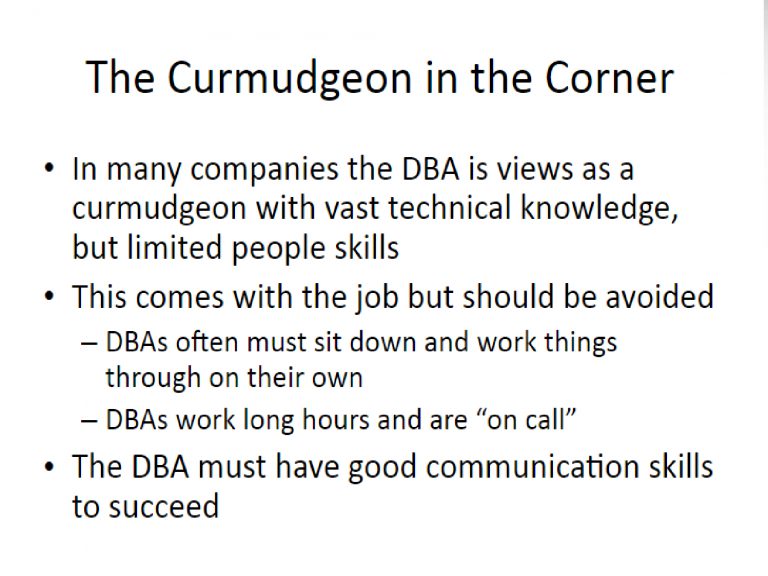 The Curmudgeon in the Corner
• In many companies the DBA is views as a
curmudgeon with vast technical knowledge,
but limited people skills
• This comes with the job but should be avoided
– DBAs often must sit down and work things
through on their own
– DBAs work long hours and are “on call”
• The DBA must have good communication skills
to succeed